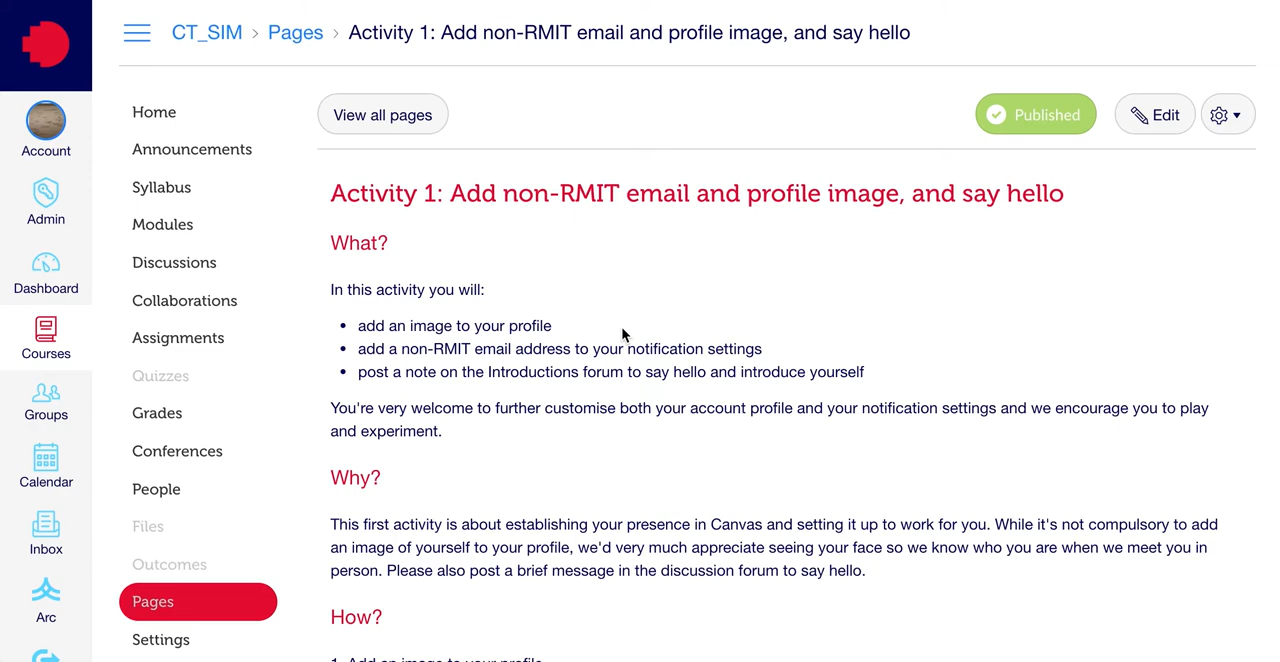 CT_SIM > Pages > Activity 1: Add non-RMIT email and profile image, and say hello
Account
Admin
Dashboard
Courses
Groups
Calendar
Inbox
Arc
Home
Announcements
Syllabus
Modules
Discussions
Collaborations
Assignments
Quizzes
Grades
Conferences
People
Files
Outcomes
Pages
Settings
View all pages
Published
Edit
Activity 1: Add non-RMIT email and profile image, and say hello
What?
In this activity you will:
• add an image to your profile
• add a non-RMIT email address to your notification settings
• post a note on the Introductions forum to say hello and introduce yourself
You're very welcome to further customise both your account profile and your notification settings and we encourage you to play
and experiment.
Why?
This first activity is about establishing your presence in Canvas and setting it up to work for you. While it's not compulsory to add
an image of yourself to your profile, we'd very much appreciate seeing your face so we know who you are when we meet you in
person. Please also post a brief message in the discussion forum to say hello.
How?
1. Add an image to your profile